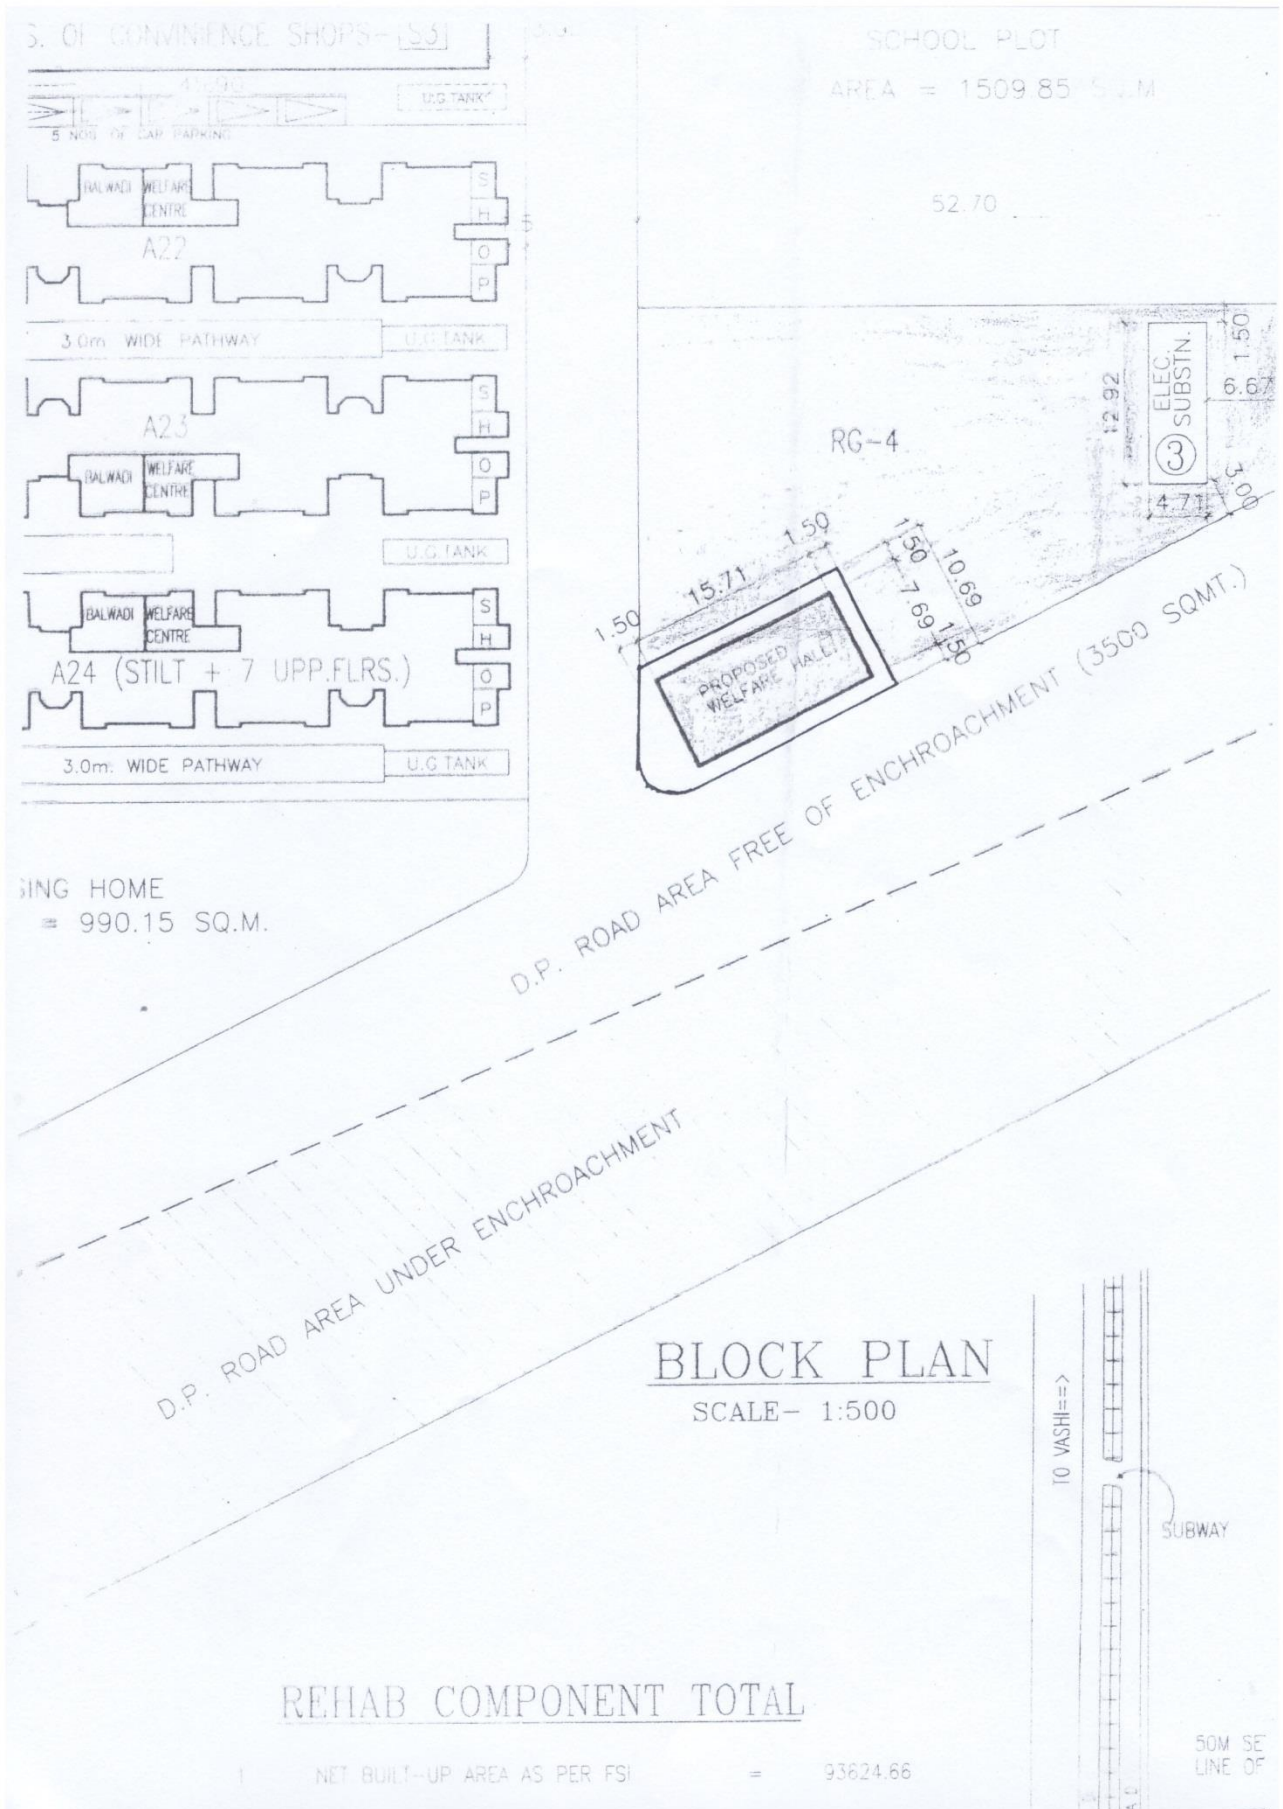 S. OF CONVINIENCE SHOPS-[S3]
U.G.TANK
5 NOS. OF CAR PARKING
SCHOOL PLOT
AREA = 1509.85 SQ.M
52.70
BALWADI
WELFARE
CENTRE
A22
S
H
O
P
3.0m WIDE PATHWAY
U.G.TANK
A23
BALWADI
WELFARE
CENTRE
S
H
O
P
U.G.TANK
BALWADI
WELFARE
CENTRE
A24 (STILT + 7 UPP.FLRS.)
S
H
O
P
3.0m. WIDE PATHWAY
U.G.TANK
RG-4
12.92
ELEC.
SUBSTN.
3
1.50
6.6
3.00
4.71
1.50
15.71
1.50
1.50
7.69
1.50
10.69
PROPOSED
WELFARE HALL
SING HOME
= 990.15 SQ.M.
D.P. ROAD AREA FREE OF ENCHROACHMENT (3500 SQMT.)
D.P. ROAD AREA UNDER ENCHROACHMENT
BLOCK PLAN
SCALE- 1:500
TO VASHI==>
SUBWAY
REHAB COMPONENT TOTAL
1 NET BUILT-UP AREA AS PER FSI = 93624.66
50M SE
LINE OF